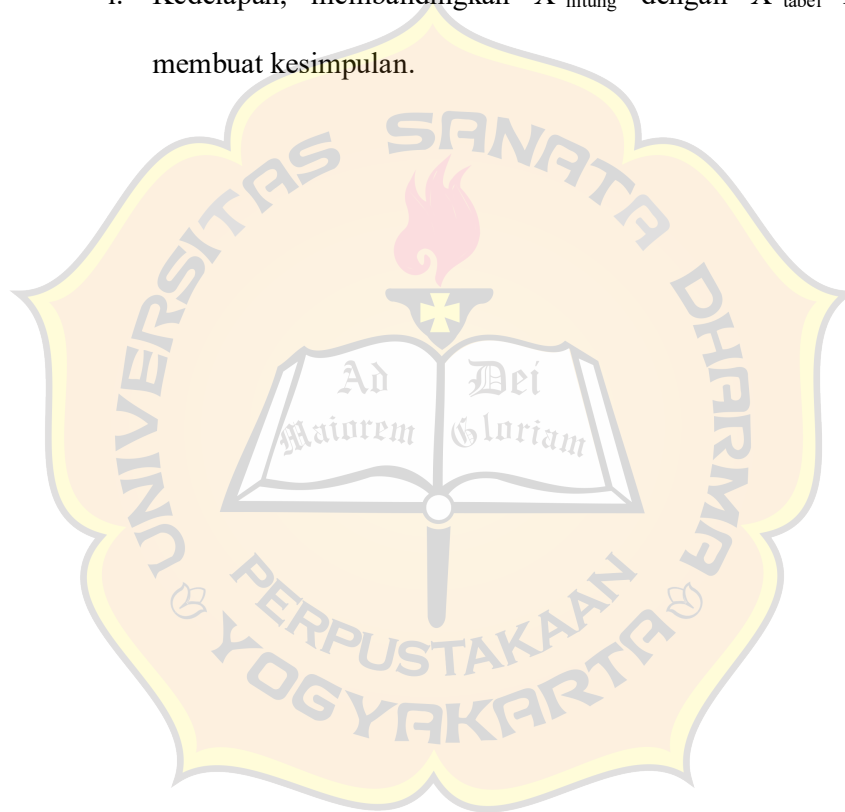 Kedelapan, membandingkan X hitung dengan X tabel
membuat kesimpulan.
UNIVERSITAS SANATA DHARMA
Ad Dei
Maiorem Gloriam
PERPUSTAKAAN
YOGYAKARTA